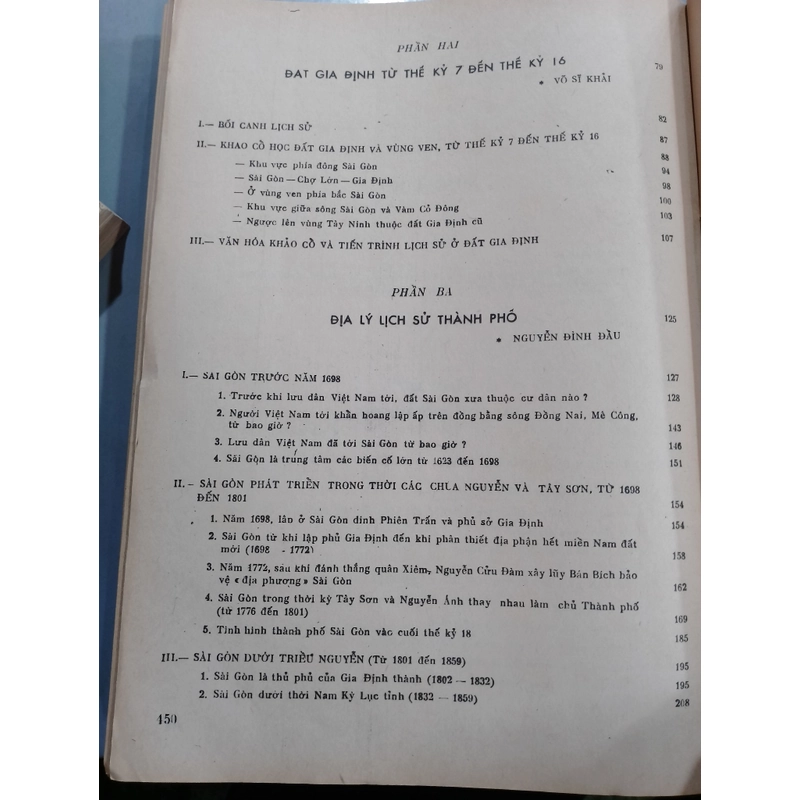 PHẦN HAI
ĐẤT GIA ĐỊNH TỪ THẾ KỶ 7 ĐẾN THẾ KỶ 16 79
* VÕ SĨ KHẢI
I.— BỐI CẢNH LỊCH SỬ 82
II.— KHẢO CỔ HỌC ĐẤT GIA ĐỊNH VÀ VÙNG VEN, TỪ THẾ KỶ 7 ĐẾN THẾ KỶ 16 87
— Khu vực phía đông Sài Gòn 88
— Sài Gòn — Chợ Lớn — Gia Định 94
— Ở vùng ven phía bắc Sài Gòn 98
— Khu vực giữa sông Sài Gòn và Vàm Cỏ Đông 100
— Ngược lên vùng Tây Ninh thuộc đất Gia Định cũ 103
III.— VĂN HÓA KHẢO CỔ VÀ TIẾN TRÌNH LỊCH SỬ Ở ĐẤT GIA ĐỊNH 107
PHẦN BA
ĐỊA LÝ LỊCH SỬ THÀNH PHỐ 125
* NGUYỄN ĐÌNH ĐẦU
I.— SÀI GÒN TRƯỚC NĂM 1698 127
1. Trước khi lưu dân Việt Nam tới, đất Sài Gòn xưa thuộc cư dân nào ? 128
2. Người Việt Nam tới khẩn hoang lập ấp trên đồng bằng sông Đồng Nai, Mê Công,
từ bao giờ ? 143
3. Lưu dân Việt Nam đã tới Sài Gòn từ bao giờ ? 146
4. Sài Gòn là trung tâm các biến cố lớn từ 1623 đến 1698 151
II.- SÀI GÒN PHÁT TRIỂN TRONG THỜI CÁC CHÚA NGUYỄN VÀ TÂY SƠN, TỪ 1698
ĐẾN 1801 154
1. Năm 1698, lập ở Sài Gòn dinh Phiên Trấn và phủ sở Gia Định 154
2. Sài Gòn từ khi lập phủ Gia Định đến khi phân thiết địa phận hết miền Nam đất
mới (1698 - 1772) 158
3. Năm 1772, sau khi đánh thắng quân Xiêm, Nguyễn Cửu Đàm xây lũy Bán Bích bảo
vệ « địa phương » Sài Gòn 162
4. Sài Gòn trong thời kỳ Tây Sơn và Nguyễn Ánh thay nhau làm chủ Thành phố
(từ 1776 đến 1801) 169
5. Tình hình thành phố Sài Gòn vào cuối thế kỷ 18 185
III.— SÀI GÒN DƯỚI TRIỀU NGUYỄN (Từ 1801 đến 1859) 195
1. Sài Gòn là thủ phủ của Gia Định thành (1802 — 1832) 195
2. Sài Gòn dưới thời Nam Kỳ Lục tỉnh (1832 — 1859) 208
450